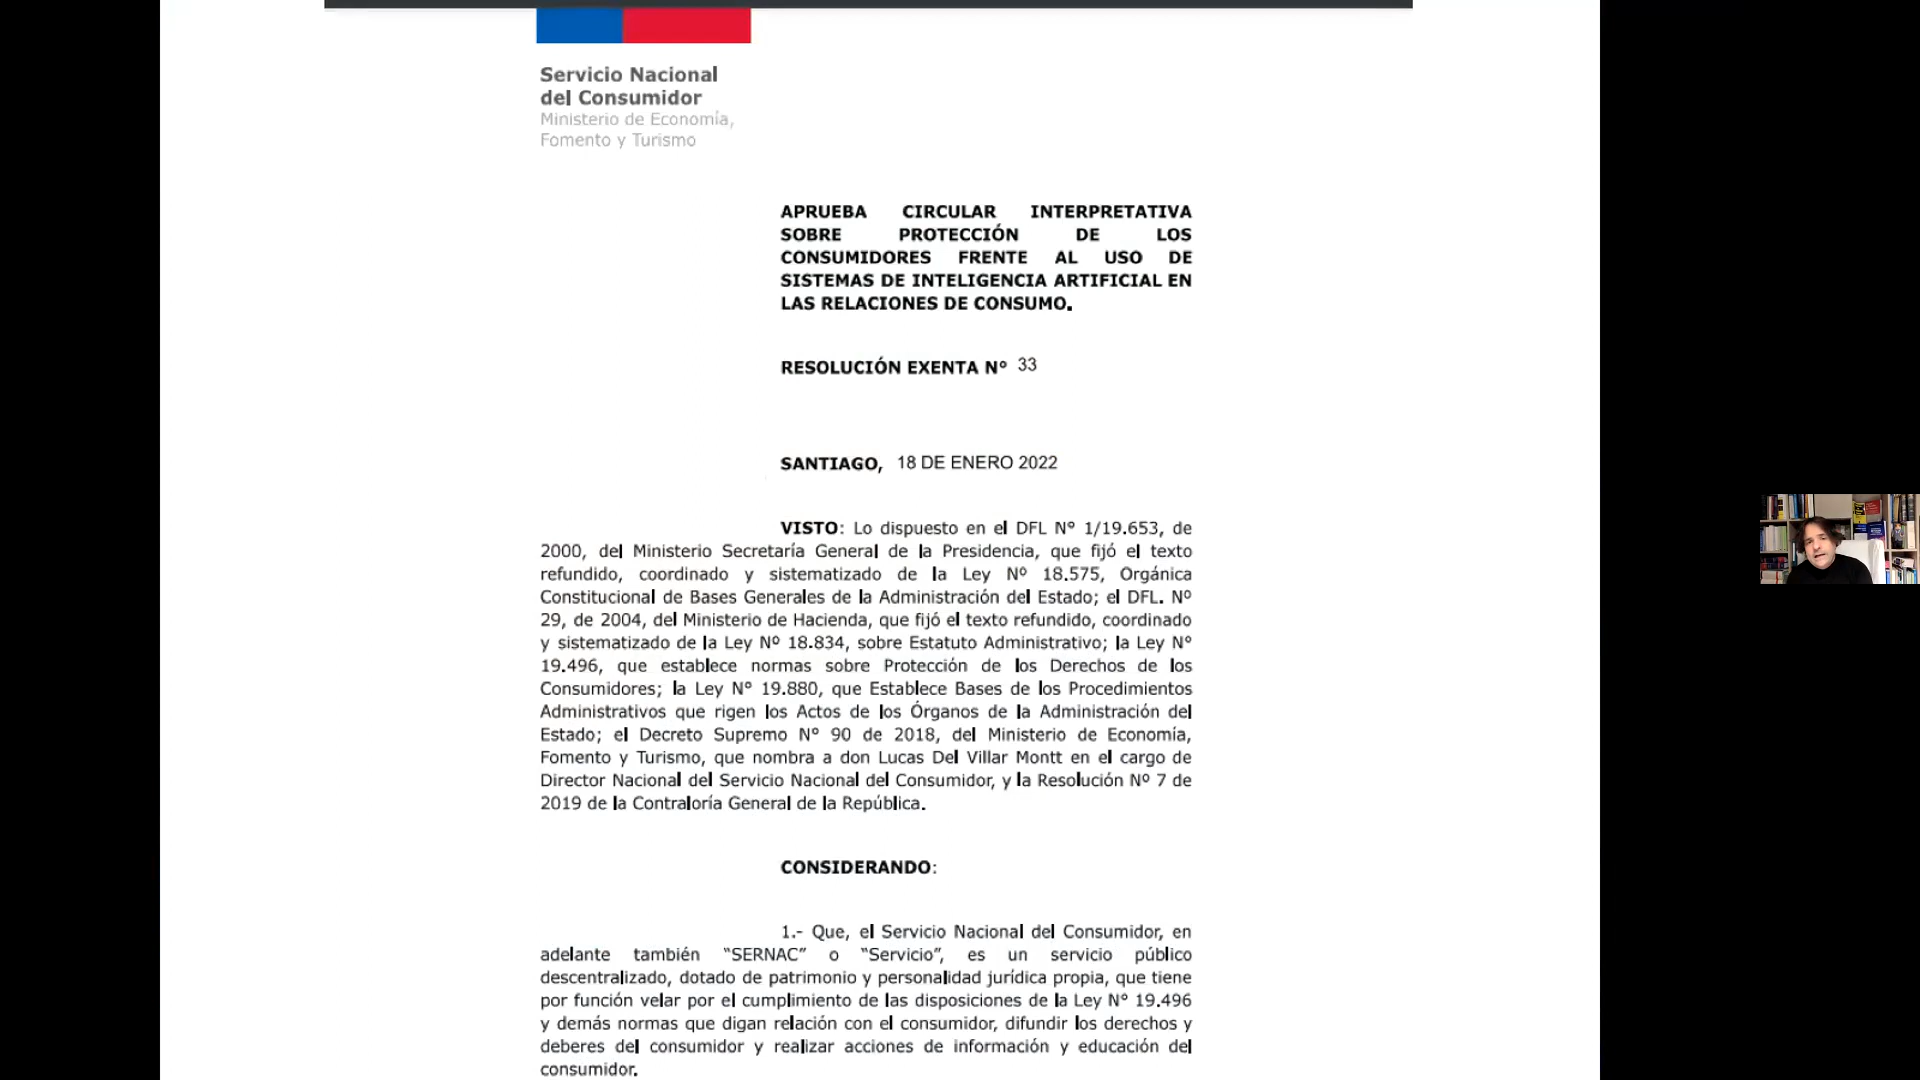 Servicio Nacional
del Consumidor
Ministerio de Economía,
Fomento y Turismo
APRUEBA CIRCULAR INTERPRETATIVA
SOBRE PROTECCIÓN DE LOS
CONSUMIDORES FRENTE AL USO DE
SISTEMAS DE INTELIGENCIA ARTIFICIAL EN
LAS RELACIONES DE CONSUMO.
RESOLUCIÓN EXENTA Nº 33
SANTIAGO, 18 DE ENERO 2022
VISTO: Lo dispuesto en el DFL N° 1/19.653, de
2000, del Ministerio Secretaría General de la Presidencia, que fijó el texto
refundido, coordinado y sistematizado de la Ley Nº 18.575, Orgánica
Constitucional de Bases Generales de la Administración del Estado; el DFL. Nº
29, de 2004, del Ministerio de Hacienda, que fijó el texto refundido, coordinado
y sistematizado de la Ley Nº 18.834, sobre Estatuto Administrativo; la Ley N°
19.496, que establece normas sobre Protección de los Derechos de los
Consumidores; la Ley N° 19.880, que Establece Bases de los Procedimientos
Administrativos que rigen los Actos de los Órganos de la Administración del
Estado; el Decreto Supremo N° 90 de 2018, del Ministerio de Economía,
Fomento y Turismo, que nombra a don Lucas Del Villar Montt en el cargo de
Director Nacional del Servicio Nacional del Consumidor, y la Resolución Nº 7 de
2019 de la Contraloría General de la República.
CONSIDERANDO:
1.- Que, el Servicio Nacional del Consumidor, en
adelante también “SERNAC” o “Servicio”, es un servicio público
descentralizado, dotado de patrimonio y personalidad jurídica propia, que tiene
por función velar por el cumplimiento de las disposiciones de la Ley N° 19.496
y demás normas que digan relación con el consumidor, difundir los derechos y
deberes del consumidor y realizar acciones de información y educación del
consumidor.